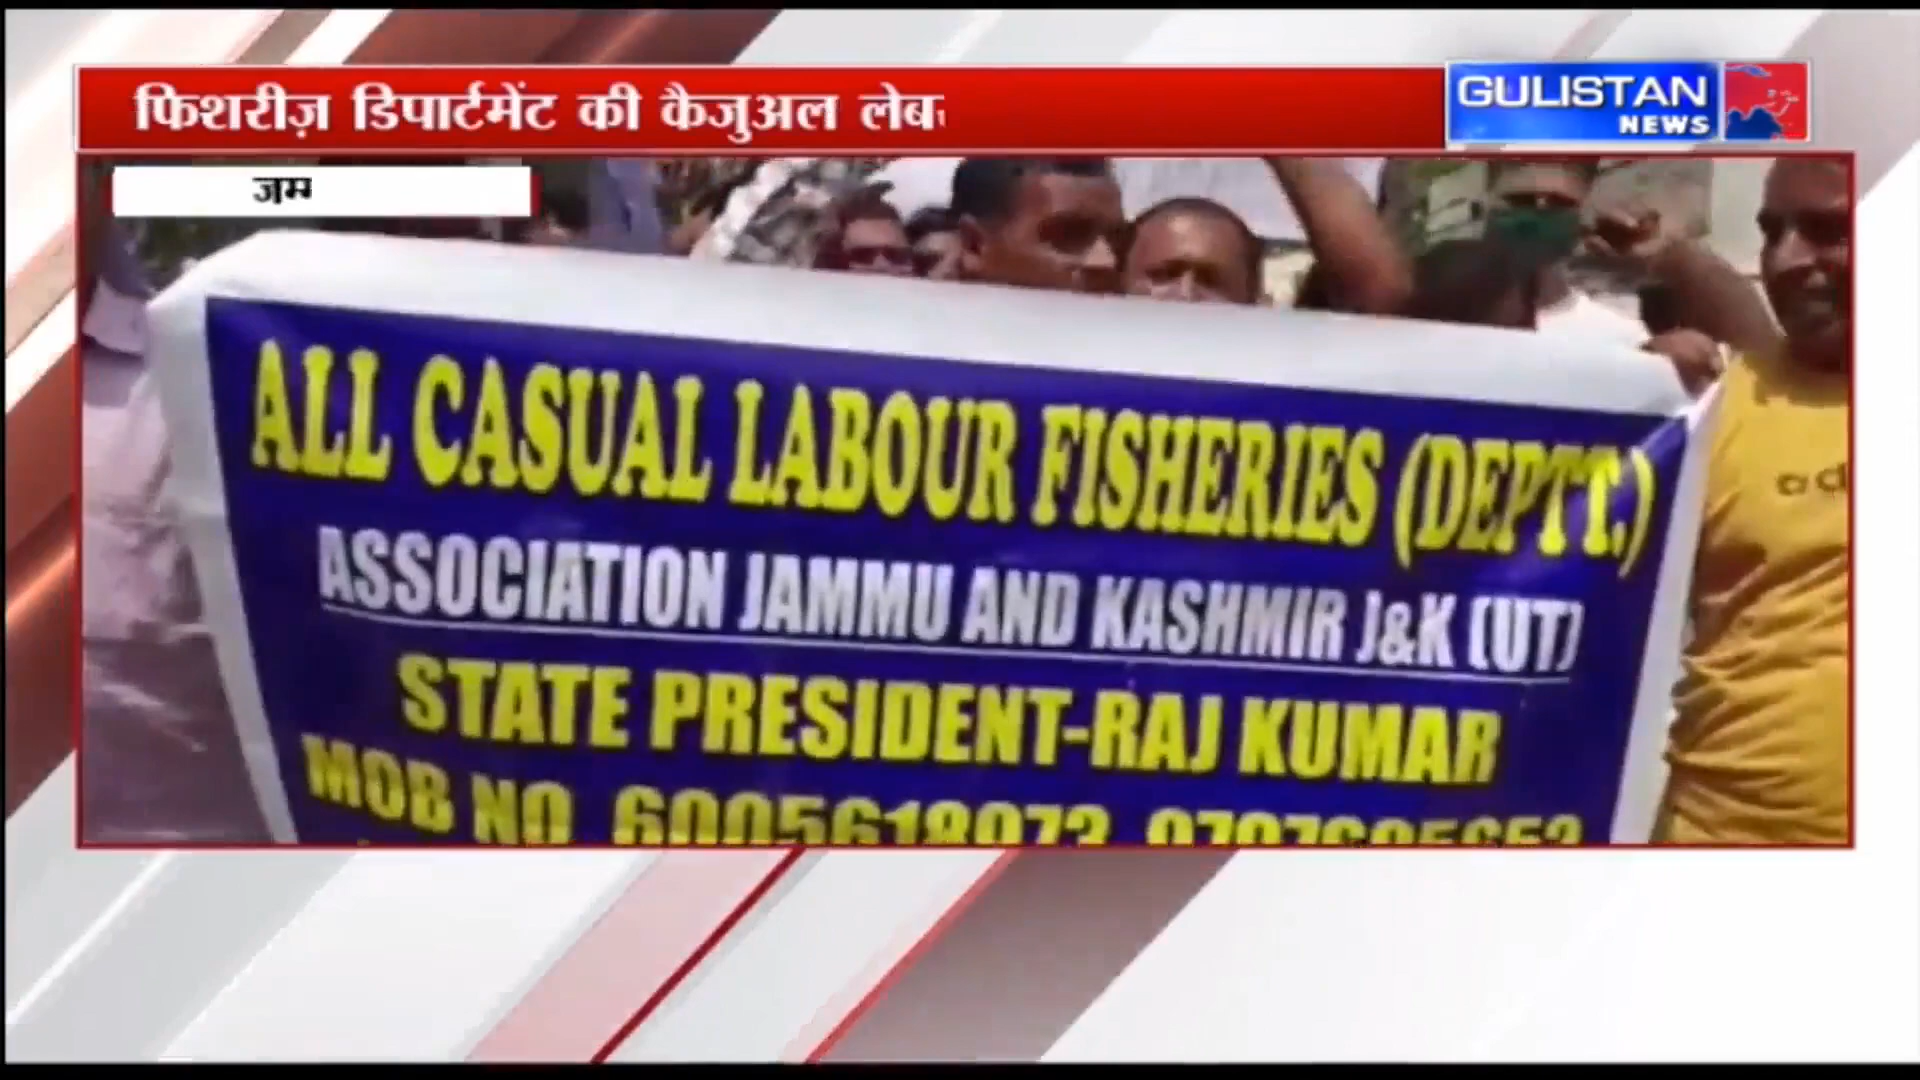 फिशरीज़ डिपार्टमेंट की कैजुअल लेब
GULISTAN
NEWS
जम्म
ALL CASUAL LABOUR FISHERIES (DEPTT.)
ASSOCIATION JAMMU AND KASHMIR J&K (UT)
STATE PRESIDENT-RAJ KUMAR
MOB NO.